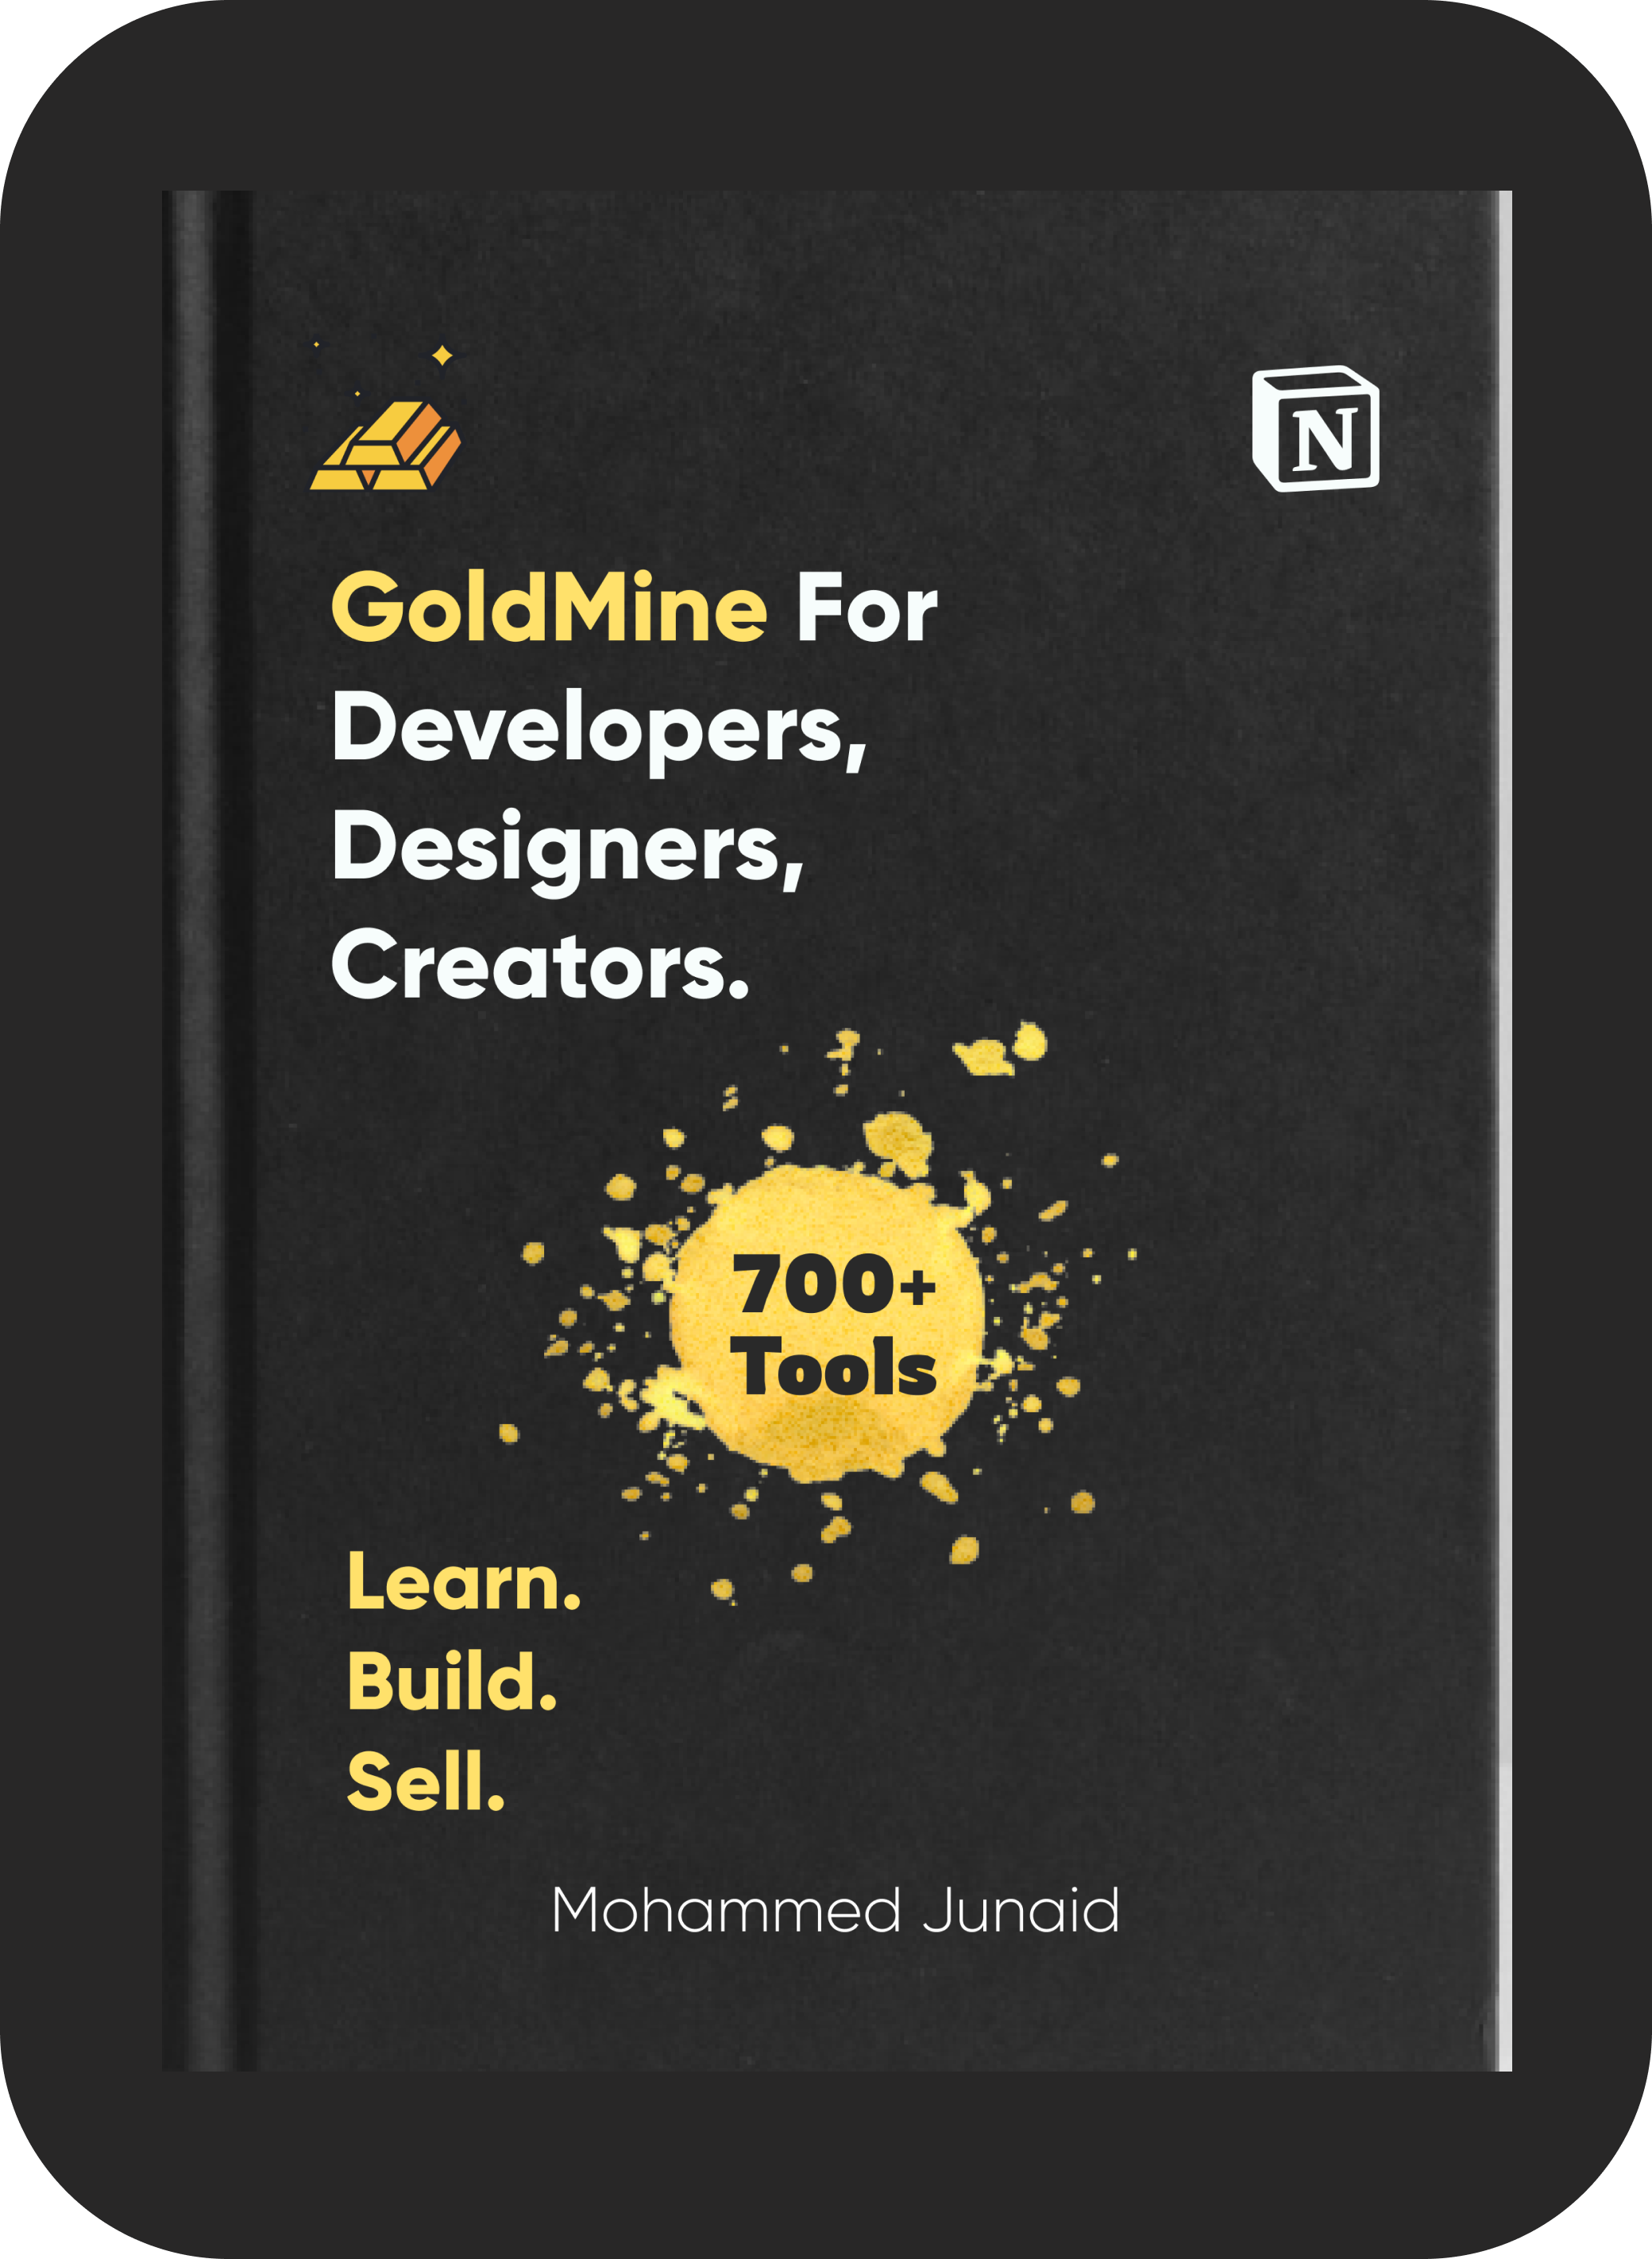 N
GoldMine For
Developers,
Designers,
Creators.
700+
Tools
Learn.
Build.
Sell.
Mohammed Junaid